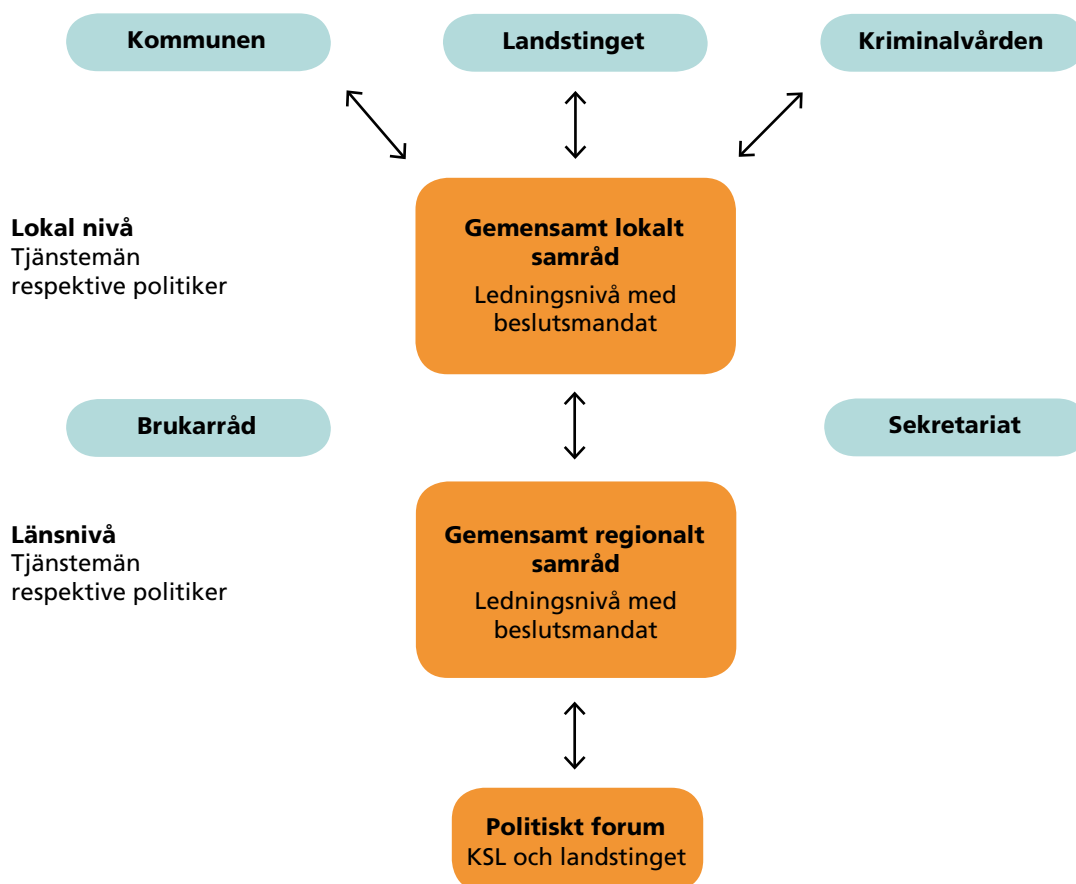 Kommunen
Landstinget
Kriminalvården
Lokal nivå
Tjänstemän
respektive politiker
Gemensamt lokalt
samråd
Ledningsnivå med
beslutsmandat
Brukarråd
Sekretariat
Länsnivå
Tjänstemän
respektive politiker
Gemensamt regionalt
samråd
Ledningsnivå med
beslutsmandat
Politiskt forum
KSL och landstinget